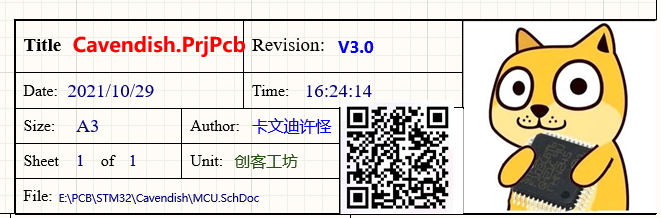 Title Cavendish.PrjPcb Revision: V3.0
Date: 2021/10/29 Time: 16:24:14
Size: A3 Author: 卡文迪许怪
Sheet 1 of 1 Unit: 创客工坊
File: E:\PCB\STM32\Cavendish\MCU.SchDoc